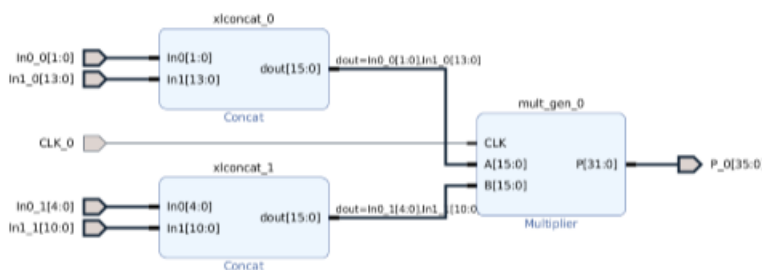 xlconcat_0
In0_0[1:0]
In1_0[13:0]
In0[1:0]
In1[13:0]
dout[15:0]
dout=In0_0[1:0],In1_0[13:0]
Concat
CLK_0
mult_gen_0
CLK
A[15:0]
B[15:0]
P[31:0]
P_0[35:0
Multiplier
xlconcat_1
In0_1[4:0]
In1_1[10:0]
In0[4:0]
In1[10:0]
dout[15:0]
dout=In0_1[4:0],In1_1[10:0
Concat